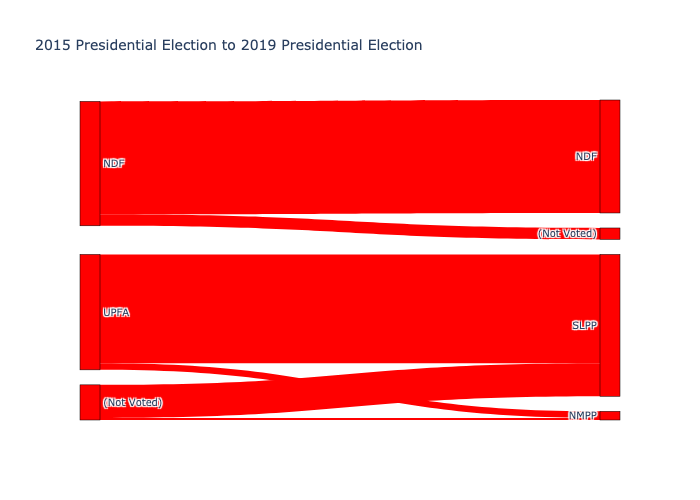 2015 Presidential Election to 2019 Presidential Election
NDF
NDF
(Not Voted)
UPFA
SLPP
(Not Voted)
NMPP